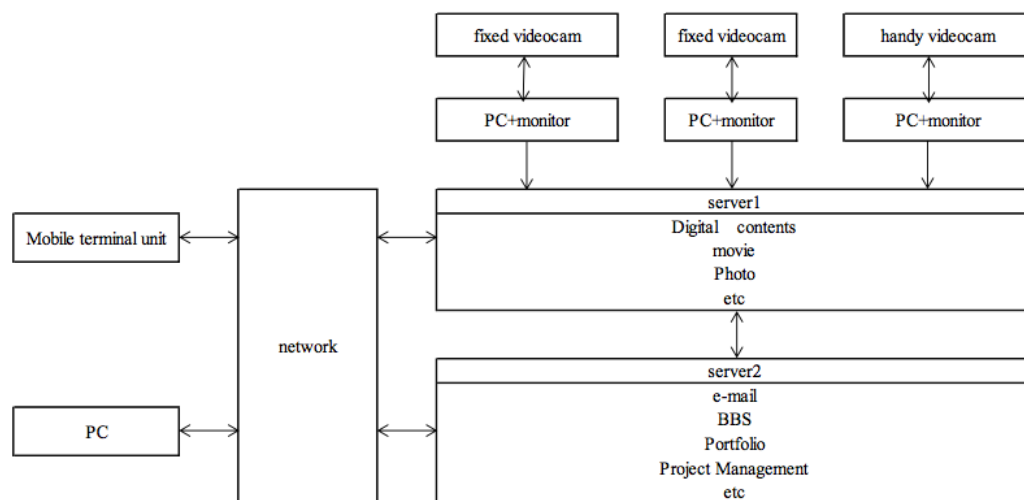 fixed videocam
fixed videocam
handy videocam
PC+monitor
PC+monitor
PC+monitor
server1
Digital contents
movie
Photo
etc
Mobile terminal unit
network
server2
e-mail
BBS
Portfolio
Project Management
etc
PC